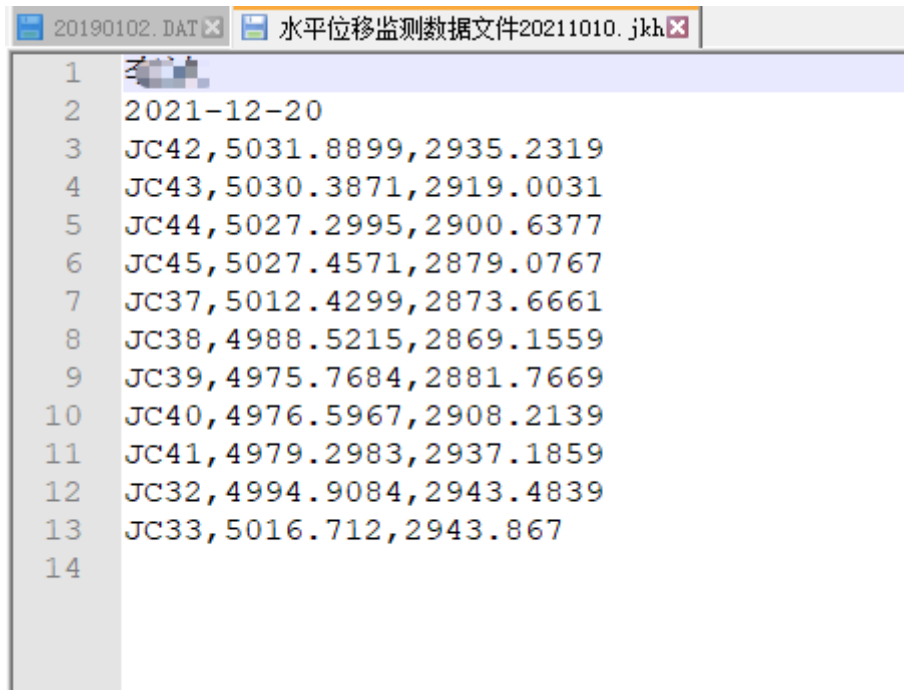 20190102.DAT 水平位移监测数据文件20211010.jkh
1
2 2021-12-20
3 JC42,5031.8899,2935.2319
4 JC43,5030.3871,2919.0031
5 JC44,5027.2995,2900.6377
6 JC45,5027.4571,2879.0767
7 JC37,5012.4299,2873.6661
8 JC38,4988.5215,2869.1559
9 JC39,4975.7684,2881.7669
10 JC40,4976.5967,2908.2139
11 JC41,4979.2983,2937.1859
12 JC32,4994.9084,2943.4839
13 JC33,5016.712,2943.867
14